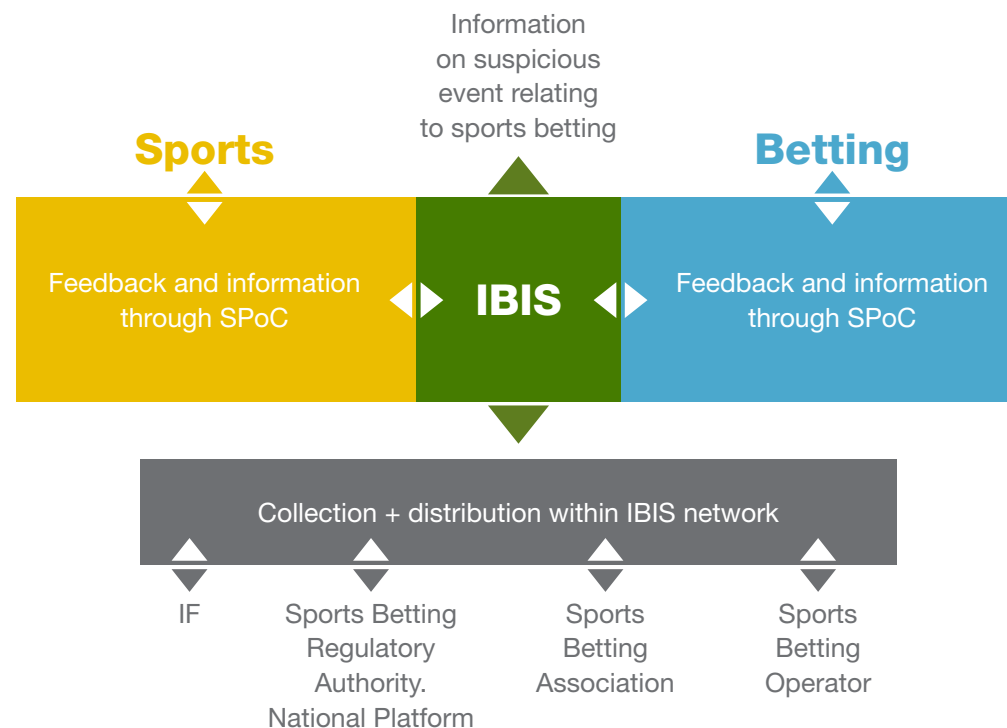 Information
on suspicious
event relating
to sports betting
Sports
Betting
Feedback and information
through SPoC
IBIS
Feedback and information
through SPoC
Collection + distribution within IBIS network
IF
Sports Betting
Regulatory
Authority.
National Platform
Sports
Betting
Association
Sports
Betting
Operator